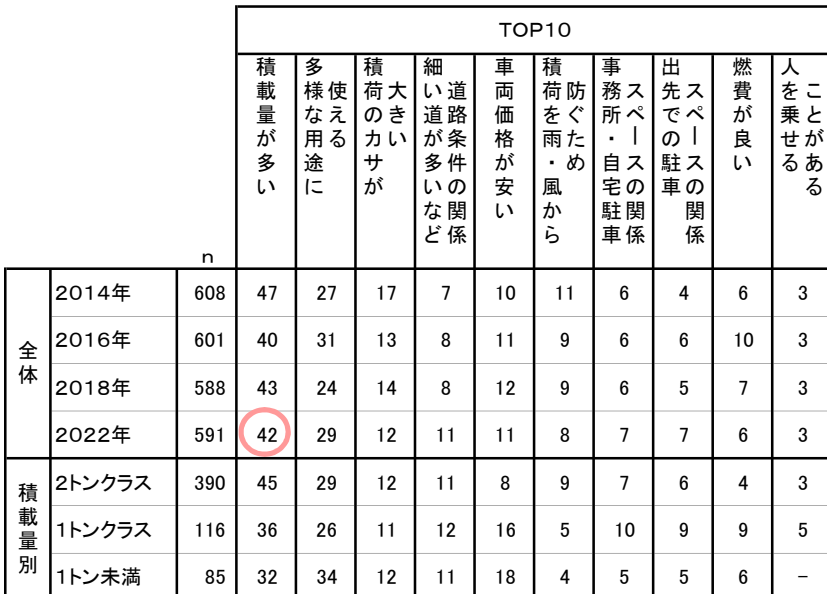 TOP10
積載量が多い
多様な用途に
使える
積荷のカサが
大きい
細い道が多いなど
道路条件の関係
車両価格が安い
積荷を雨・風から
防ぐため
事務所・自宅駐車
スペースの関係
出先での駐車
スペースの関係
燃費が良い
人を乗せる
ことがある
n
全体
2014年 608 47 27 17 7 10 11 6 4 6 3
2016年 601 40 31 13 8 11 9 6 6 10 3
2018年 588 43 24 14 8 12 9 6 5 7 3
2022年 591 42 29 12 11 11 8 7 7 6 3
積載量別
2トンクラス 390 45 29 12 11 8 9 7 6 4 3
1トンクラス 116 36 26 11 12 16 5 10 9 9 5
1トン未満 85 32 34 12 11 18 4 5 5 6 –